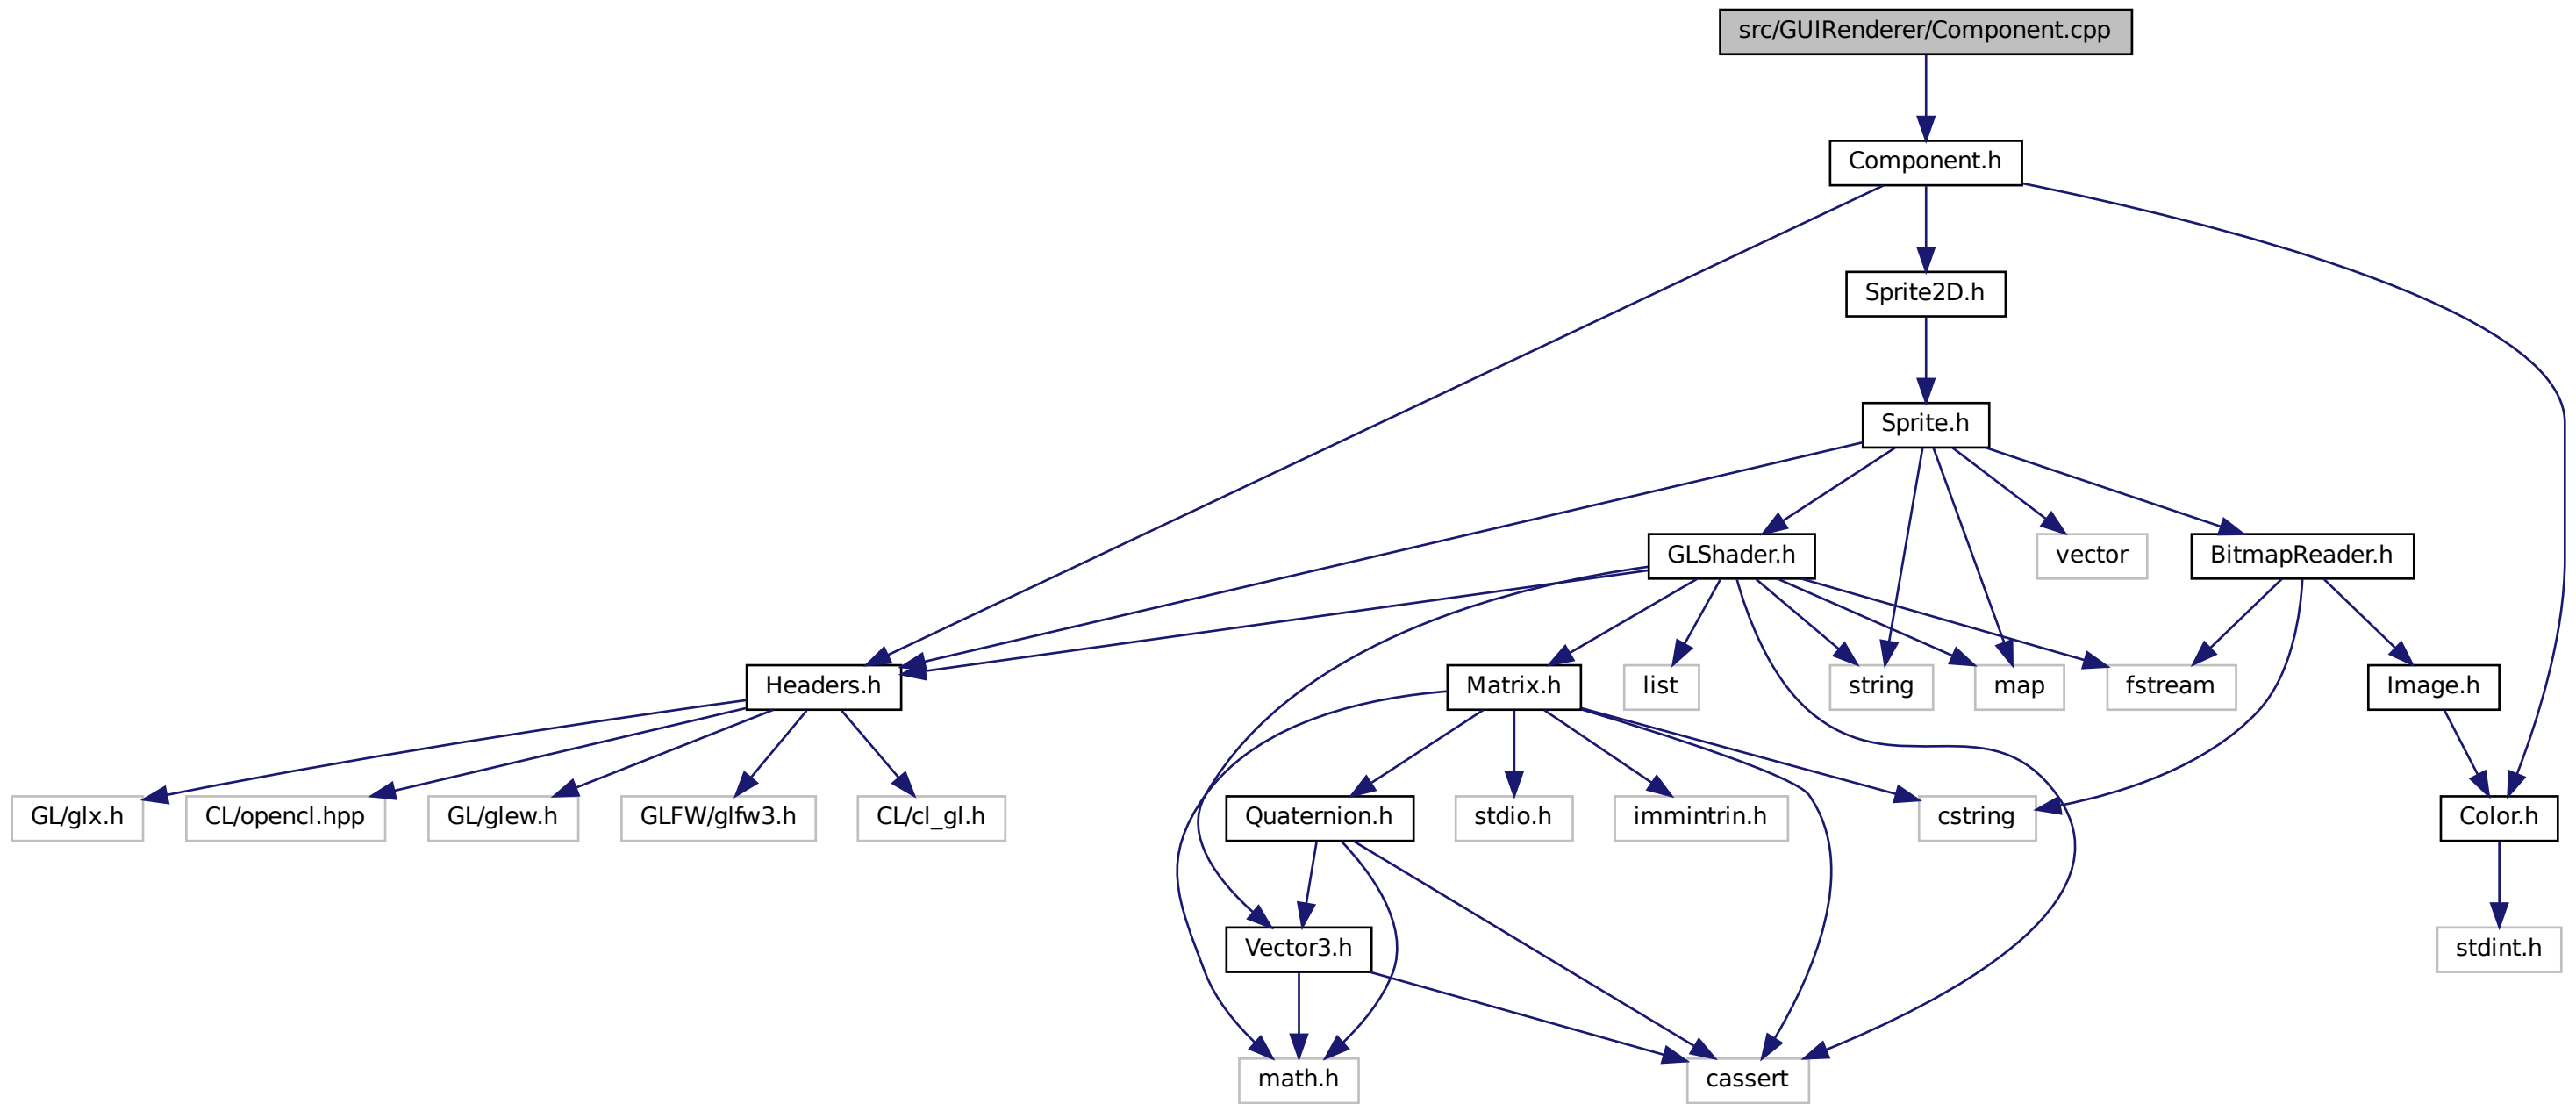 src/GUIRenderer/Component.cpp
Component.h
Sprite2D.h
Sprite.h
GLShader.h
vector
BitmapReader.h
Headers.h
Matrix.h
list
string
map
fstream
Image.h
GL/glx.h
CL/opencl.hpp
GL/glew.h
GLFW/glfw3.h
CL/cl_gl.h
Quaternion.h
stdio.h
immintrin.h
cstring
Color.h
Vector3.h
stdint.h
math.h
cassert